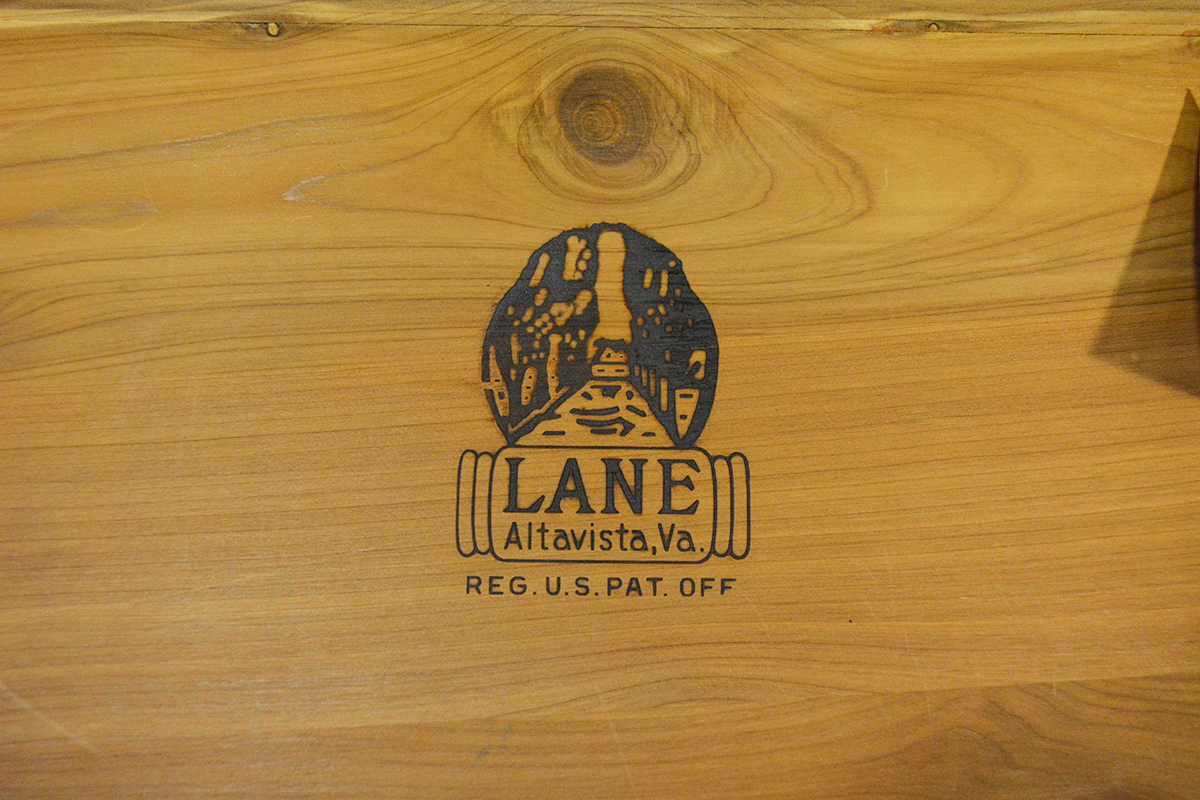 LANE
Altavista, Va.
REG. U.S. PAT. OFF